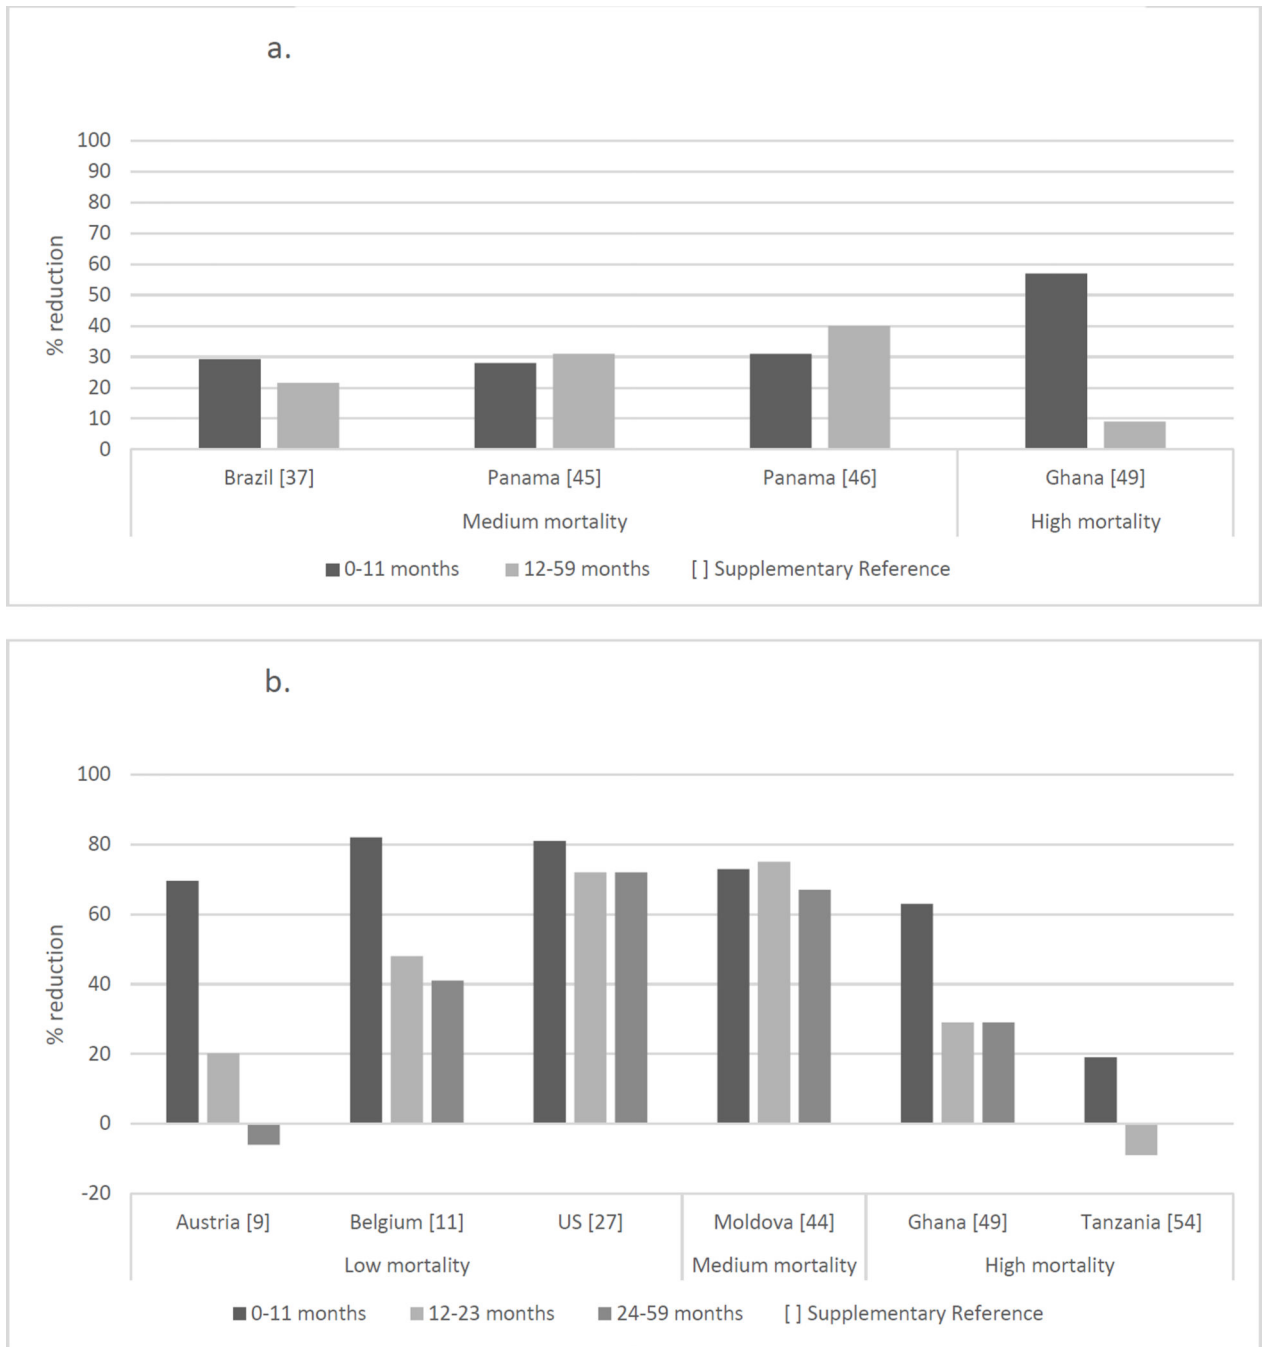 a.
100
90
80
70
60
50
40
30
20
10
0
% reduction
Brazil [37] Panama [45] Panama [46] Ghana [49]
Medium mortality High mortality
0-11 months 12-59 months [ ] Supplementary Reference
b.
100
80
60
40
20
0
-20
% reduction
Austria [9] Belgium [11] US [27] Moldova [44] Ghana [49] Tanzania [54]
Low mortality Medium mortality High mortality
0-11 months 12-23 months 24-59 months [ ] Supplementary Reference